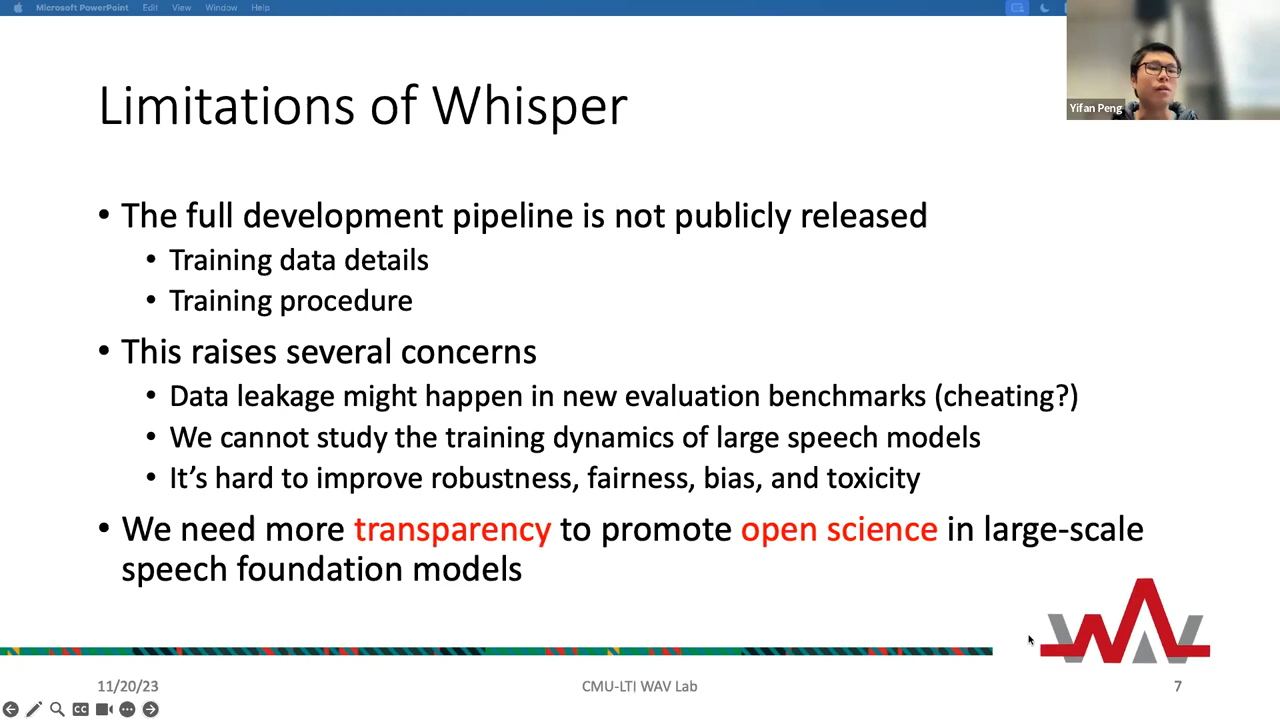 Microsoft PowerPoint Edit View Window Help
Yifan Peng
Limitations of Whisper
• The full development pipeline is not publicly released
• Training data details
• Training procedure
• This raises several concerns
• Data leakage might happen in new evaluation benchmarks (cheating?)
• We cannot study the training dynamics of large speech models
• It's hard to improve robustness, fairness, bias, and toxicity
• We need more transparency to promote open science in large-scale
speech foundation models
WAV
11/20/23 CMU-LTI WAV Lab 7
CC